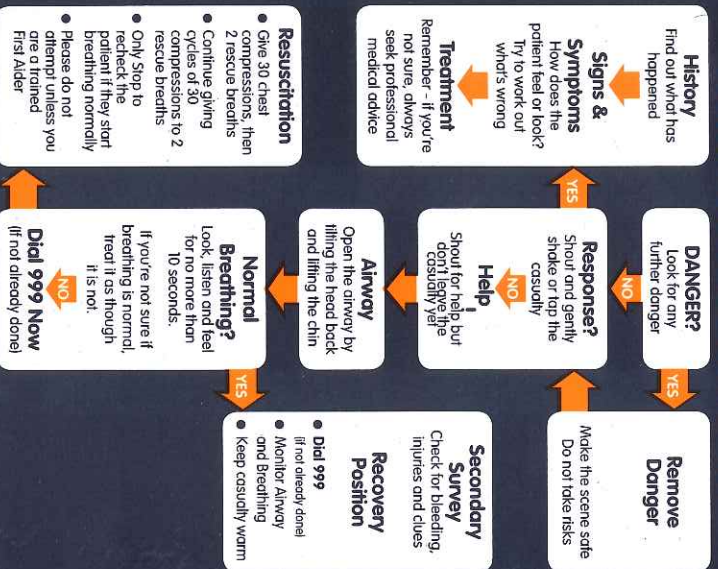 DANGER?
Look for any
further danger
YES
NO
Remove
Danger
Make the scene safe
Do not take risks
Response?
Shout and gently
shake or tap the
casualty
YES
NO
Help!
Shout for help but
don't leave the
casualty yet
History
Find out what has
happened
Signs &
Symptoms
How does the
patient feel or look?
Try to work out
what's wrong
Treatment
Remember - if you're
not sure, always
seek professional
medical advice
Airway
Open the airway by
tilting the head back
and lifting the chin
Normal
Breathing?
Look, listen and feel
for no more than
10 seconds.
If you're not sure if
breathing is normal,
treat it as though
it is not.
YES
NO
Dial 999 Now
(If not already done)
Secondary
Survey
Check for bleeding,
injuries and clues
Recovery
Position
● Dial 999
(if not already done)
● Monitor Airway
and Breathing
● Keep casualty warm
Resuscitation
● Give 30 chest
compressions, then
2 rescue breaths
● Continue giving
cycles of 30
compressions to 2
rescue breaths
● Only Stop to
recheck the
patient if they start
breathing normally
● Please do not
attempt unless you
are a trained
First Aider